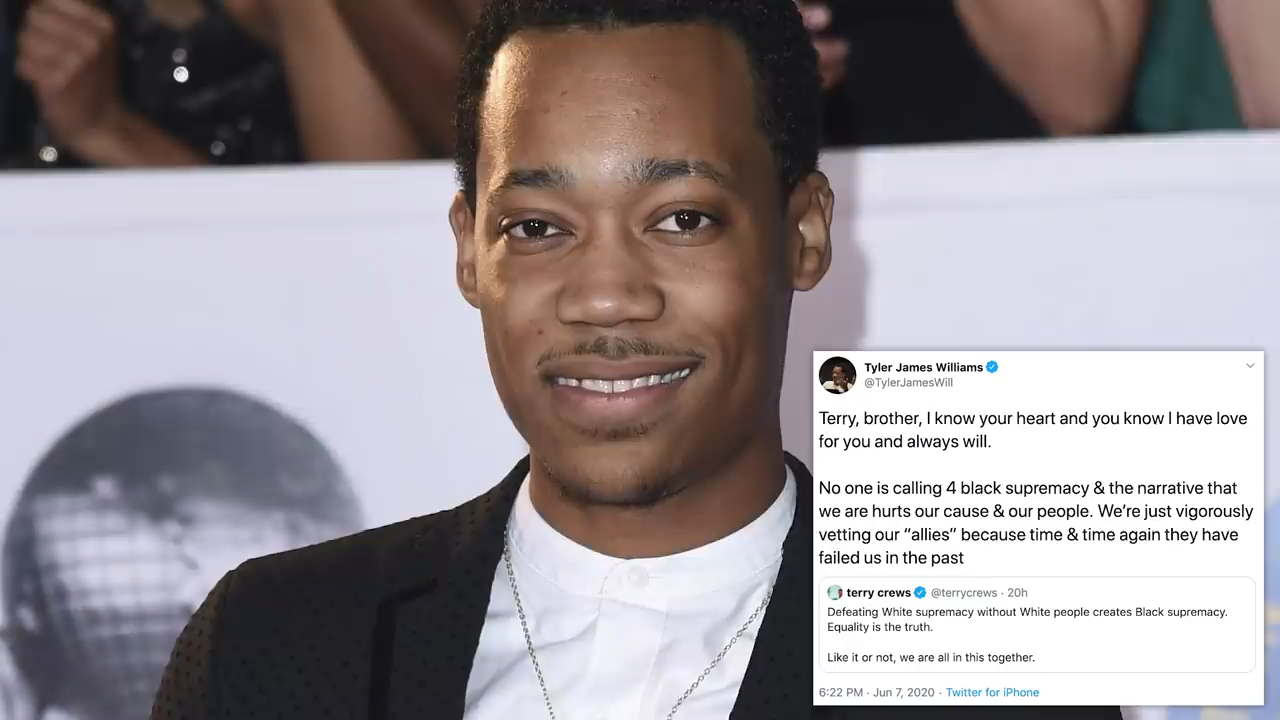 Tyler James Williams
@TylerJamesWill
Terry, brother, I know your heart and you know I have love
for you and always will.
No one is calling 4 black supremacy & the narrative that
we are hurts our cause & our people. We’re just vigorously
vetting our “allies” because time & time again they have
failed us in the past
terry crews @terrycrews · 20h
Defeating White supremacy without White people creates Black supremacy.
Equality is the truth.
Like it or not, we are all in this together.
6:22 PM · Jun 7, 2020 · Twitter for iPhone